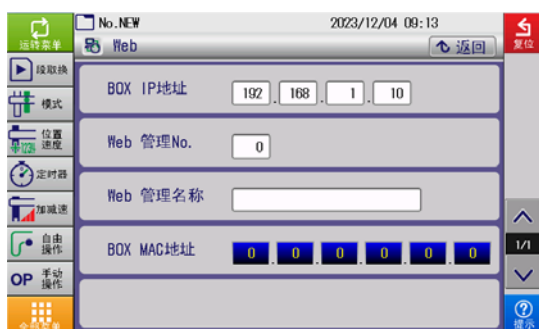 No.NEW 2023/12/04 09:13
运转菜单
Web
返回
复位
段取换
模式
位置
速度
定时器
加减速
自由
操作
OP 手动
操作
全部菜单
BOX IP地址 192 . 168 . 1 . 10
Web 管理No. 0
Web 管理名称
BOX MAC地址 0 . 0 . 0 . 0 . 0 . 0
1/1
提示